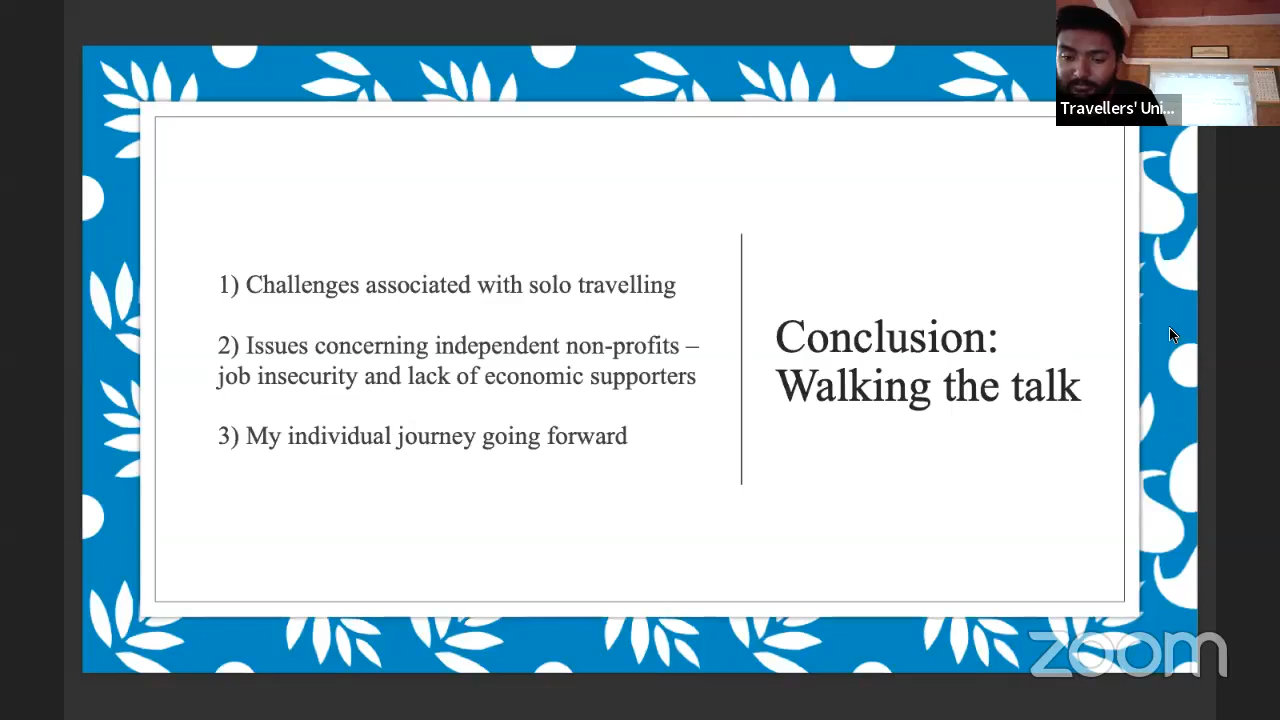 Travellers' Uni...
1) Challenges associated with solo travelling
2) Issues concerning independent non-profits –
job insecurity and lack of economic supporters
3) My individual journey going forward
Conclusion:
Walking the talk
zoom